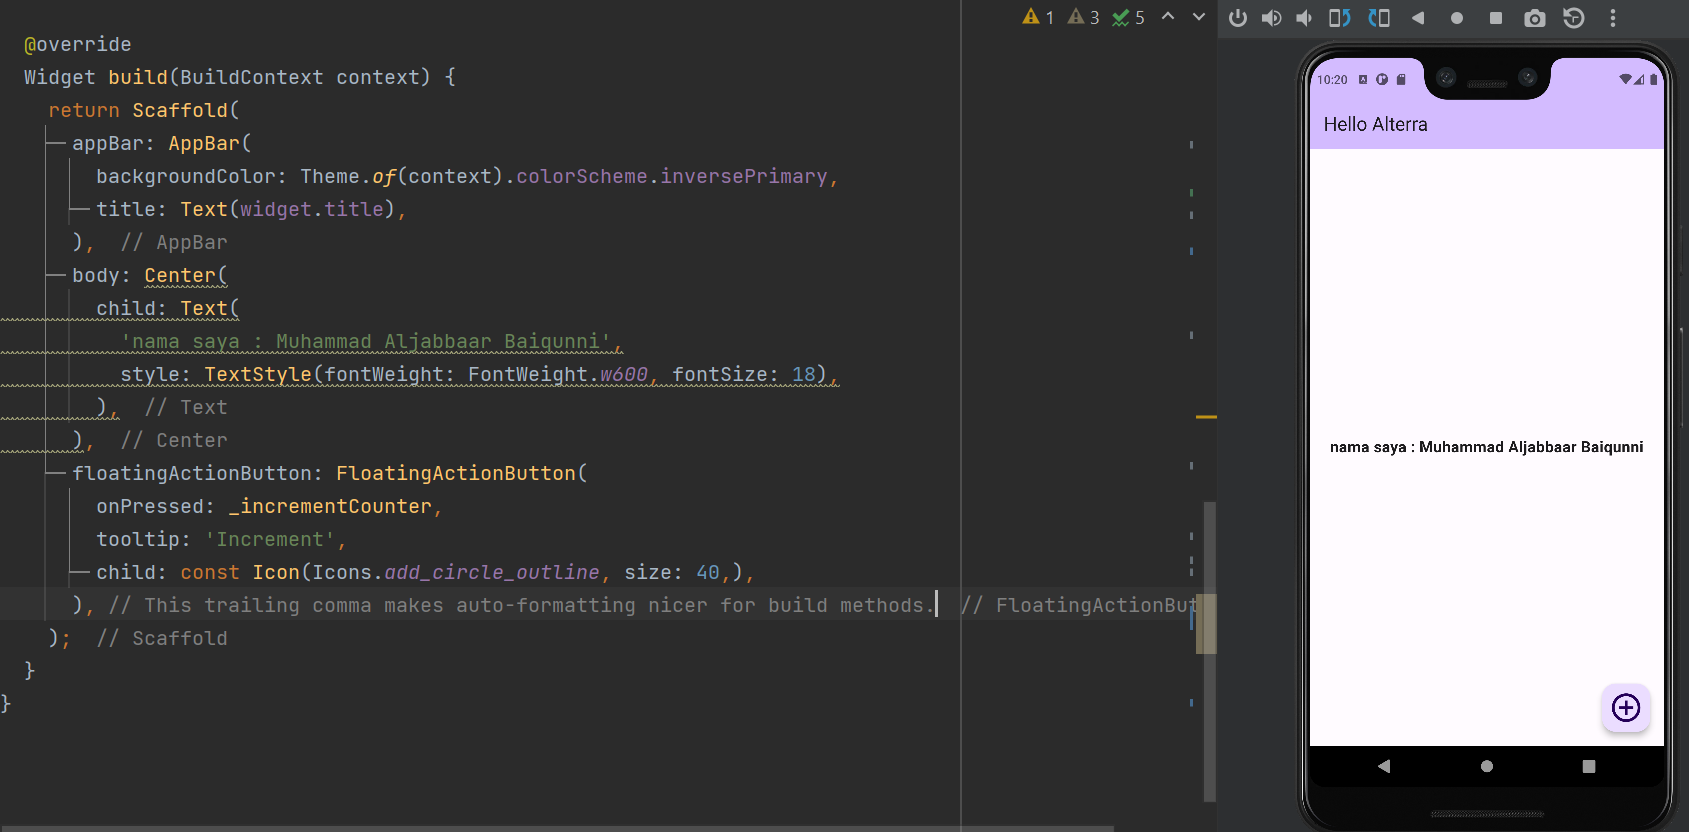 1 3 5
@override
Widget build(BuildContext context) {
return Scaffold(
appBar: AppBar(
backgroundColor: Theme.of(context).colorScheme.inversePrimary,
title: Text(widget.title),
), // AppBar
body: Center(
child: Text(
'nama saya : Muhammad Aljabbaar Baiqunni',
style: TextStyle(fontWeight: FontWeight.w600, fontSize: 18),
), // Text
), // Center
floatingActionButton: FloatingActionButton(
onPressed: _incrementCounter,
tooltip: 'Increment',
child: const Icon(Icons.add_circle_outline, size: 40,),
), // This trailing comma makes auto-formatting nicer for build methods. // FloatingActionBut
); // Scaffold
}
}
10:20
Hello Alterra
nama saya : Muhammad Aljabbaar Baiqunni